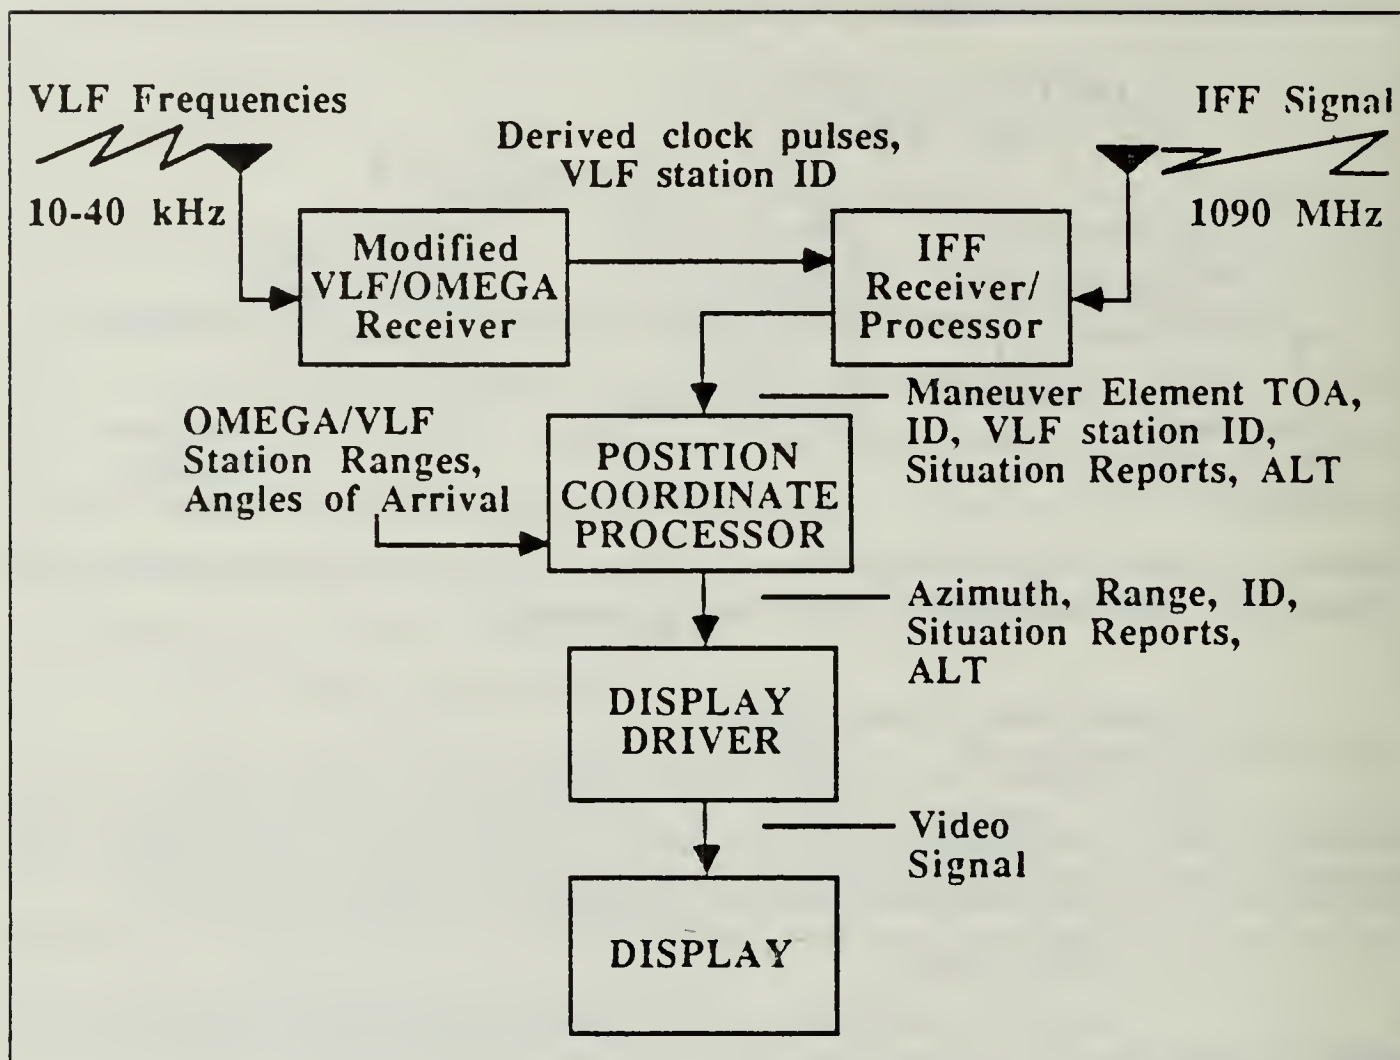 VLF Frequencies
10-40 kHz
Derived clock pulses,
VLF station ID
IFF Signal
1090 MHz
Modified
VLF/OMEGA
Receiver
IFF
Receiver/
Processor
Maneuver Element TOA,
ID, VLF station ID,
Situation Reports, ALT
OMEGA/VLF
Station Ranges,
Angles of Arrival
POSITION
COORDINATE
PROCESSOR
Azimuth, Range, ID,
Situation Reports,
ALT
DISPLAY
DRIVER
Video
Signal
DISPLAY